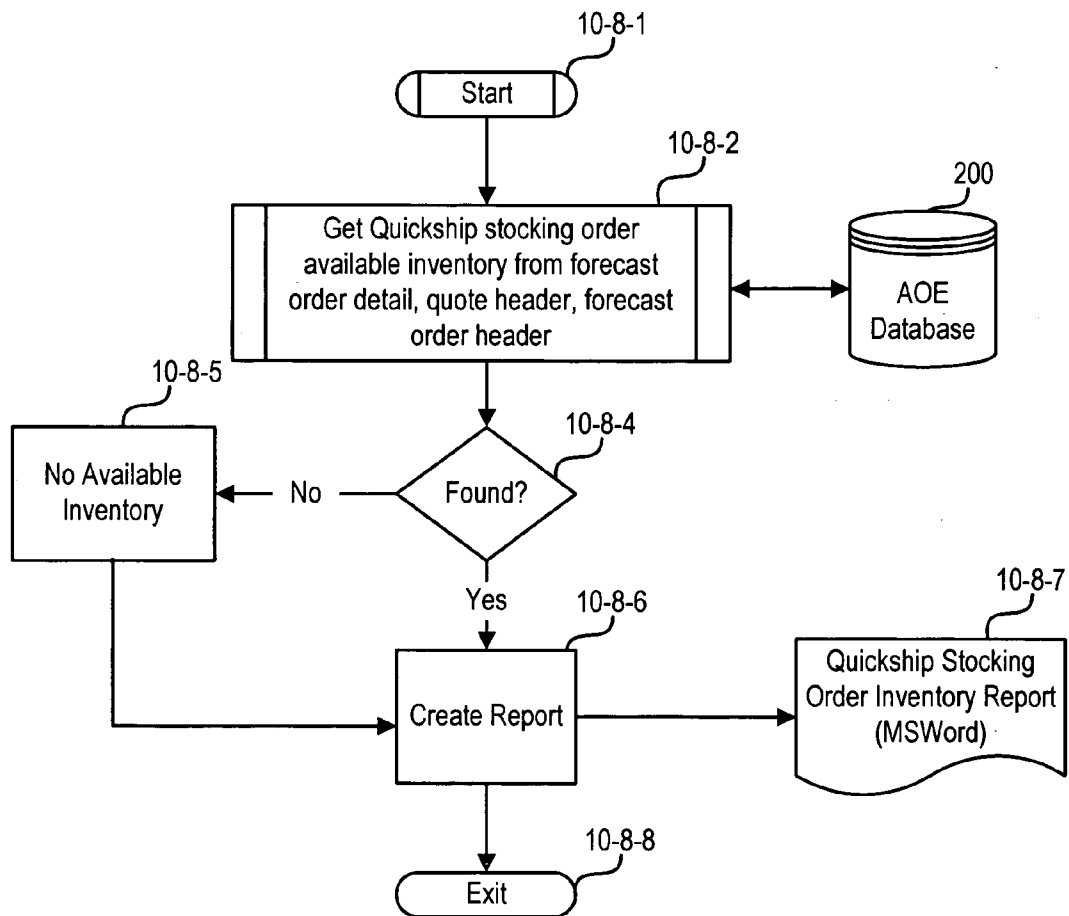 10-8-1
Start
10-8-2
Get Quickship stocking order
available inventory from forecast
order detail, quote header, forecast
order header
200
AOE
Database
10-8-5
No Available
Inventory
10-8-4
Found?
No
Yes
10-8-6
Create Report
10-8-7
Quickship Stocking
Order Inventory Report
(MSWord)
10-8-8
Exit